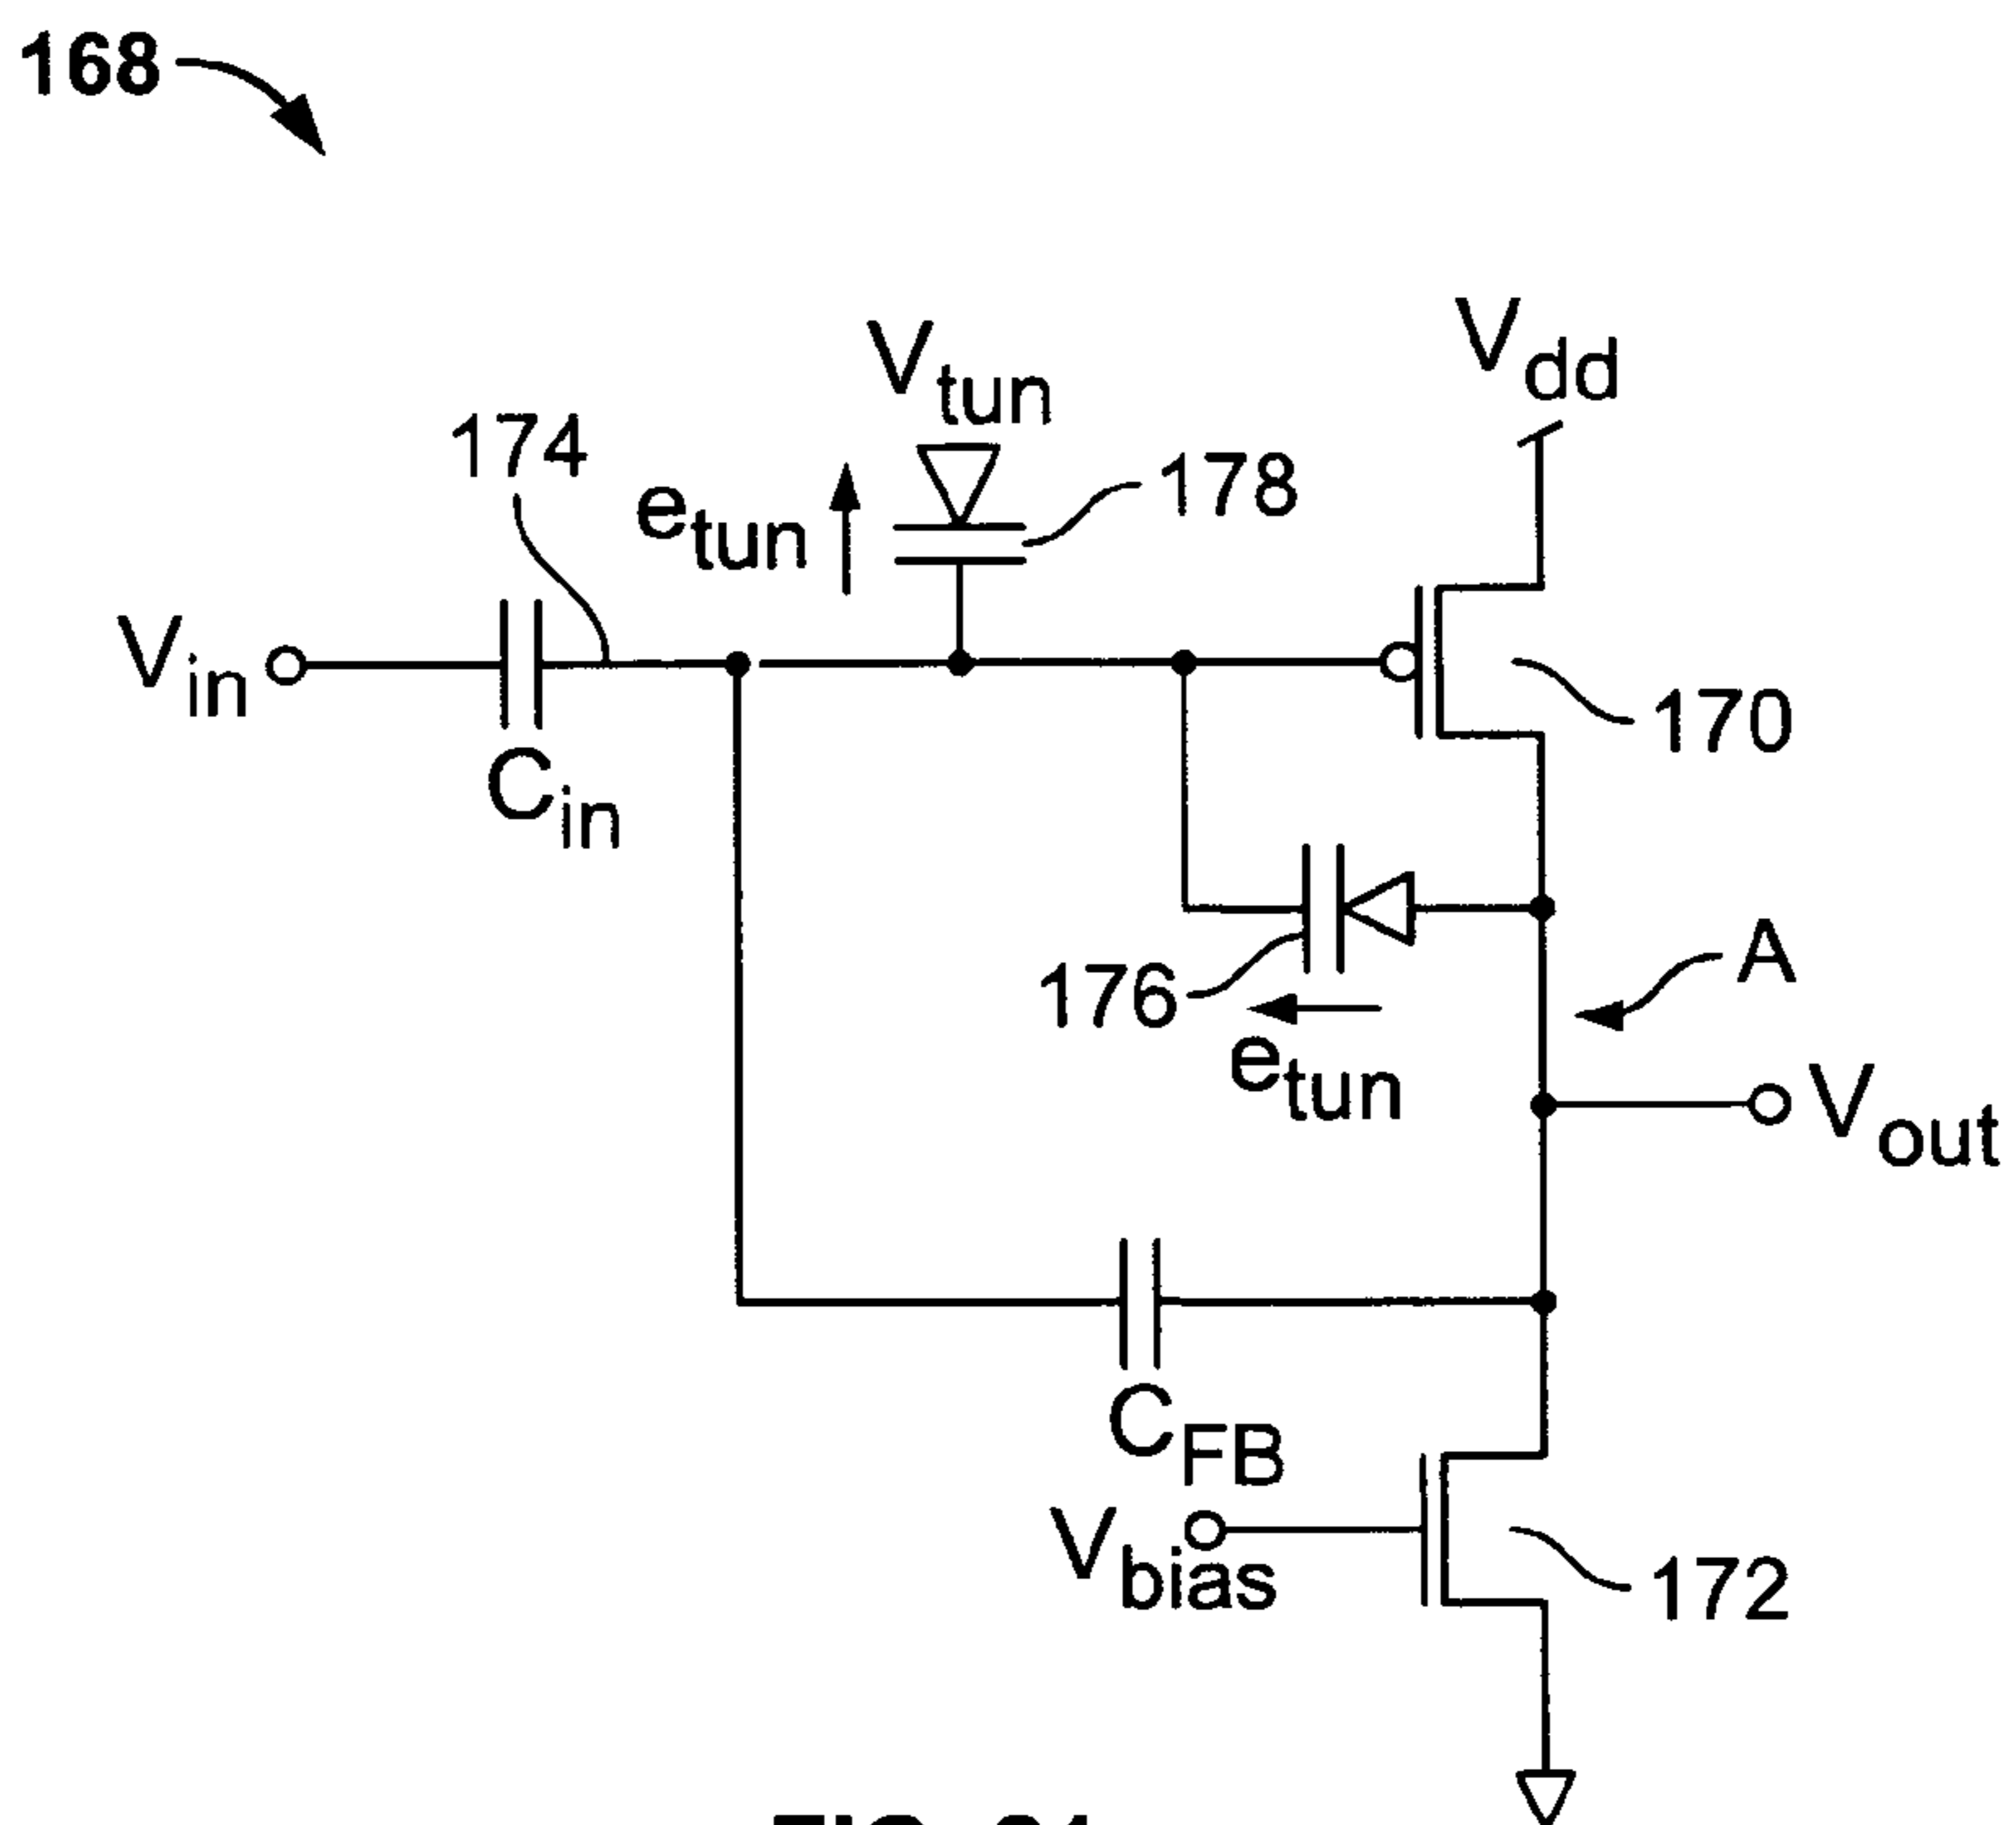 168
V_tun
V_dd
174
e_tun
178
V_in
C_in
170
176
e_tun
A
V_out
C_FB
V_bias
172